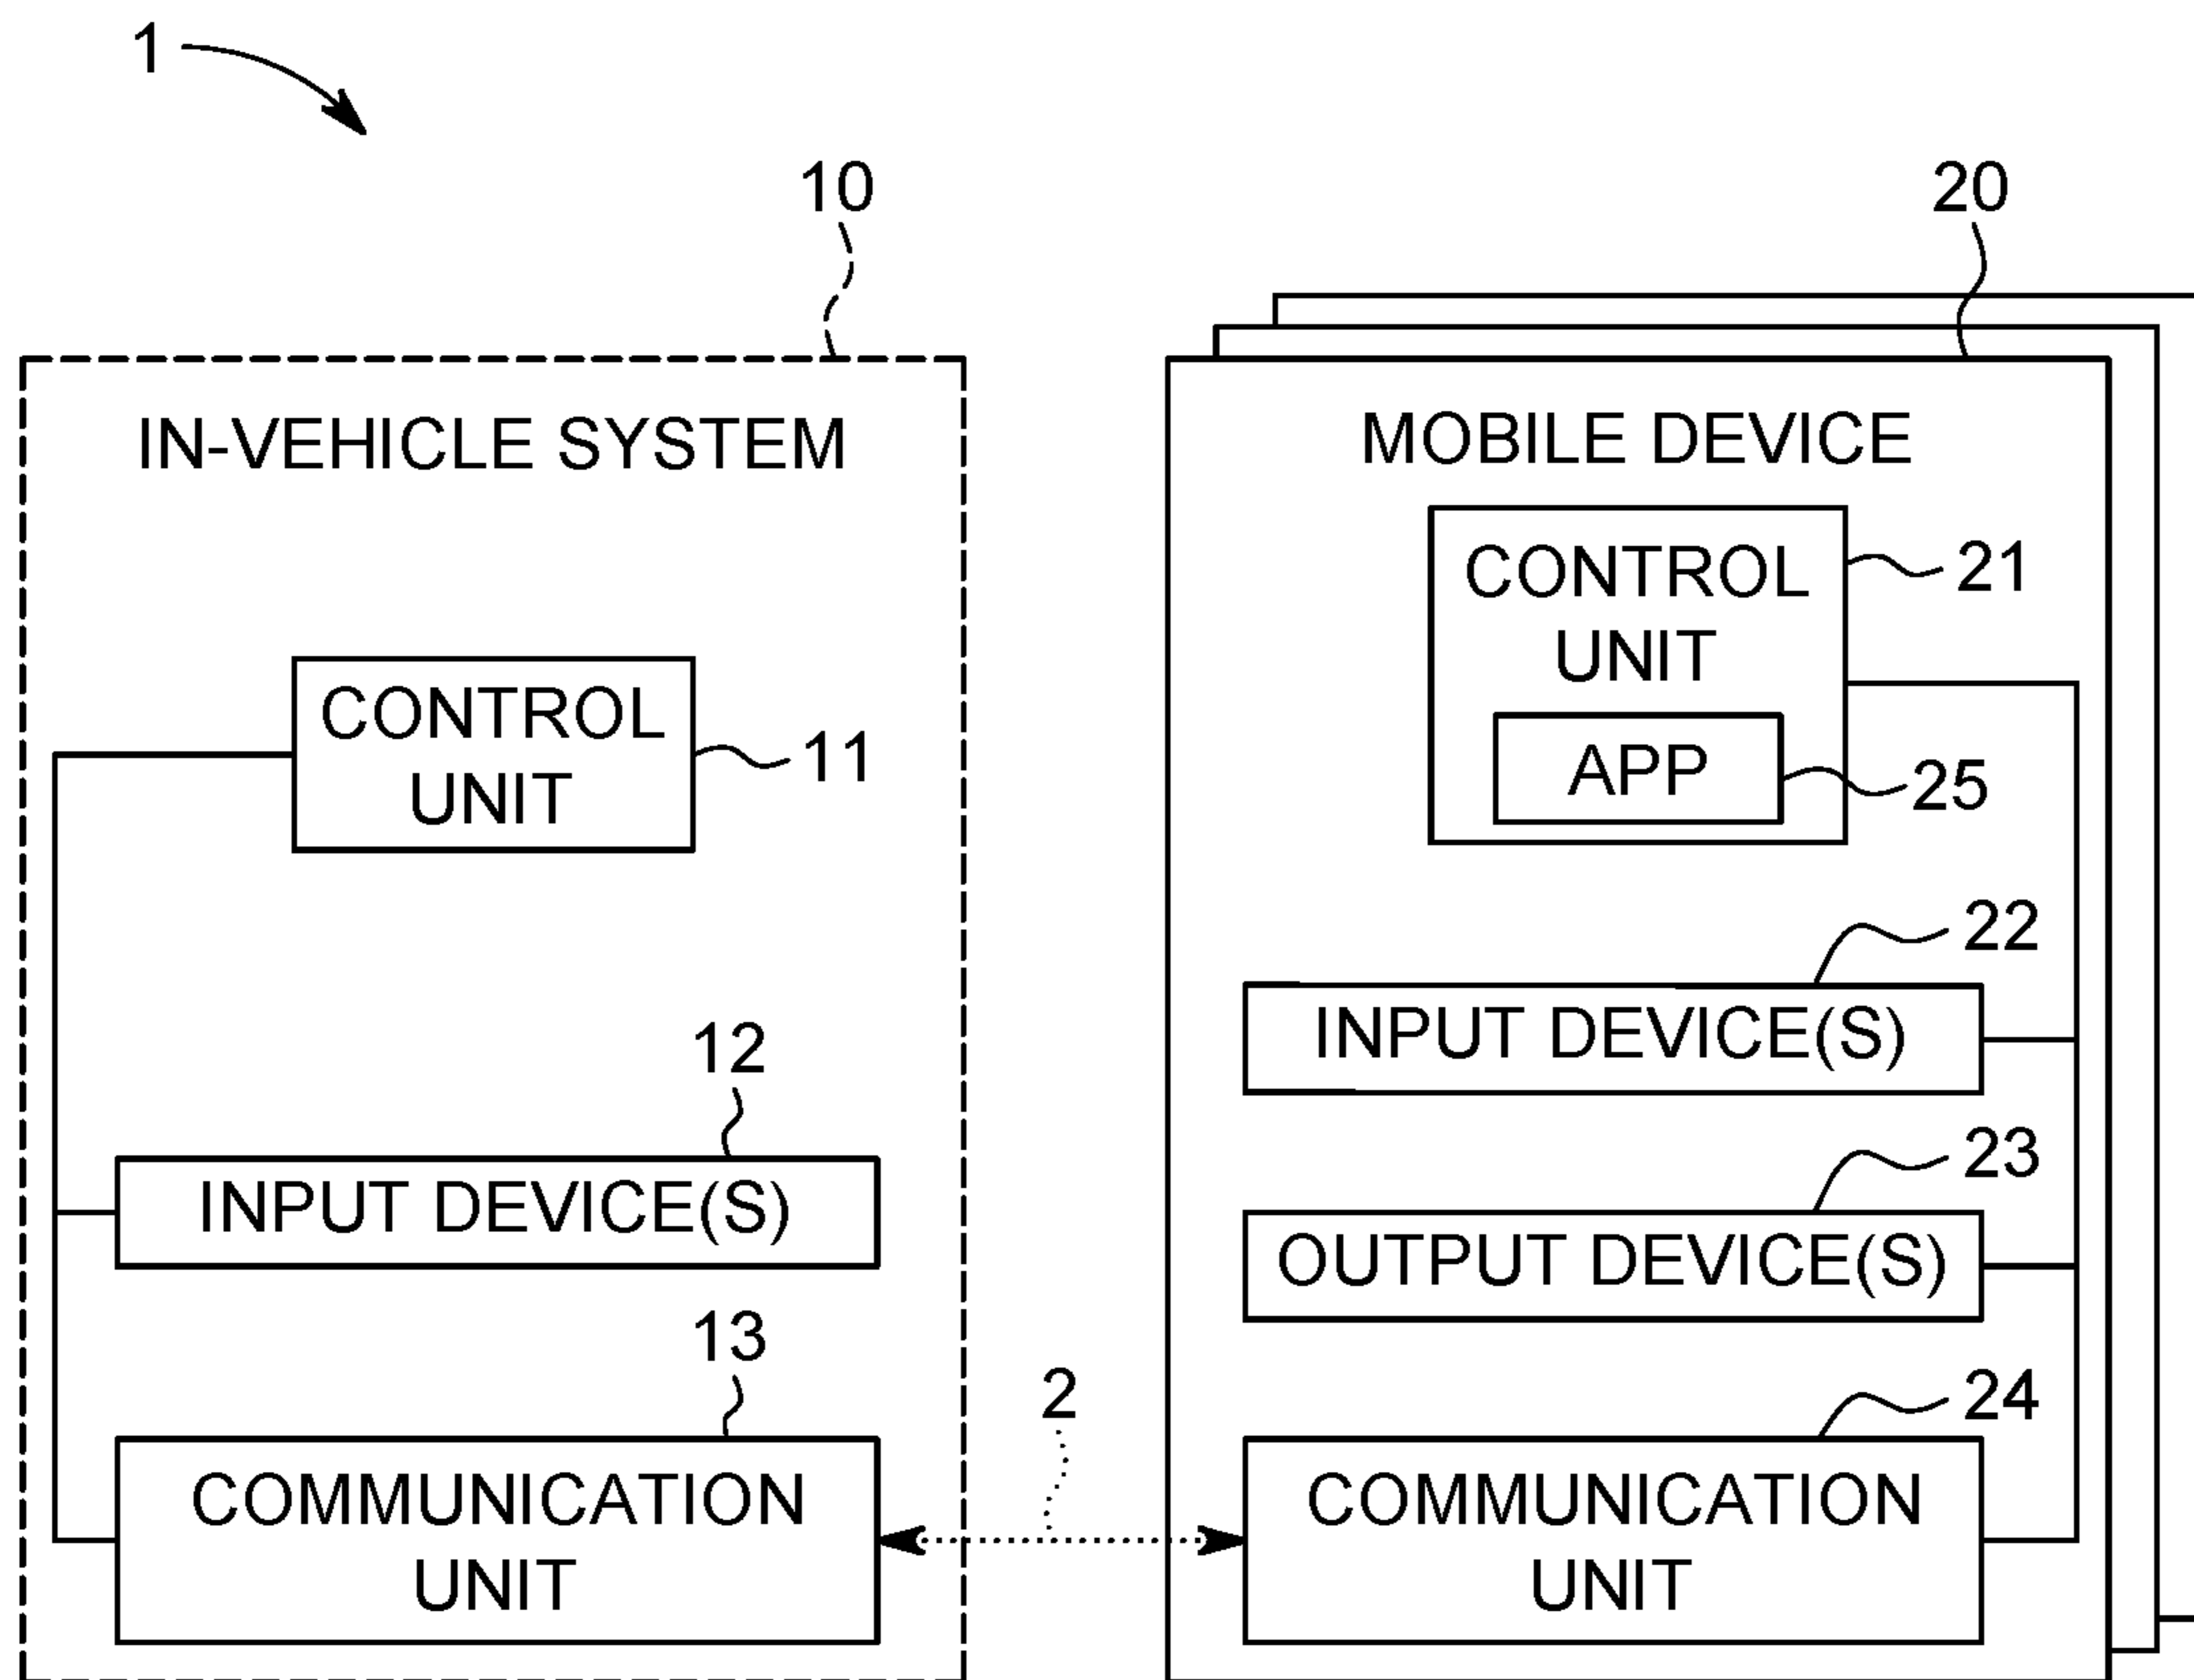 1
10
20
IN-VEHICLE SYSTEM
CONTROL
UNIT
11
12
INPUT DEVICE(S)
13
COMMUNICATION
UNIT
2
MOBILE DEVICE
CONTROL
UNIT
21
APP
25
22
INPUT DEVICE(S)
23
OUTPUT DEVICE(S)
24
COMMUNICATION
UNIT